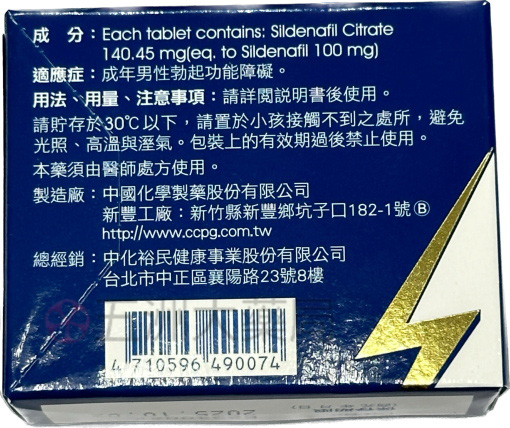 成　分：Each tablet contains: Sildenafil Citrate
140.45 mg(eq. to Sildenafil 100 mg)
適應症：成年男性勃起功能障礙。
用法、用量、注意事項：請詳閱説明書後使用。
請貯存於30℃以下，請置於小孩接觸不到之處所，避免
光照、高溫與溼氣。包裝上的有效期過後禁止使用。
本藥須由醫師處方使用。
製造廠：中國化學製藥股份有限公司
新豐工廠：新竹縣新豐鄉坑子口182-1號Ⓑ
http://www.ccpg.com.tw
總經銷：中化裕民健康事業股份有限公司
台北市中正區襄陽路23號8樓
4 710596 490074